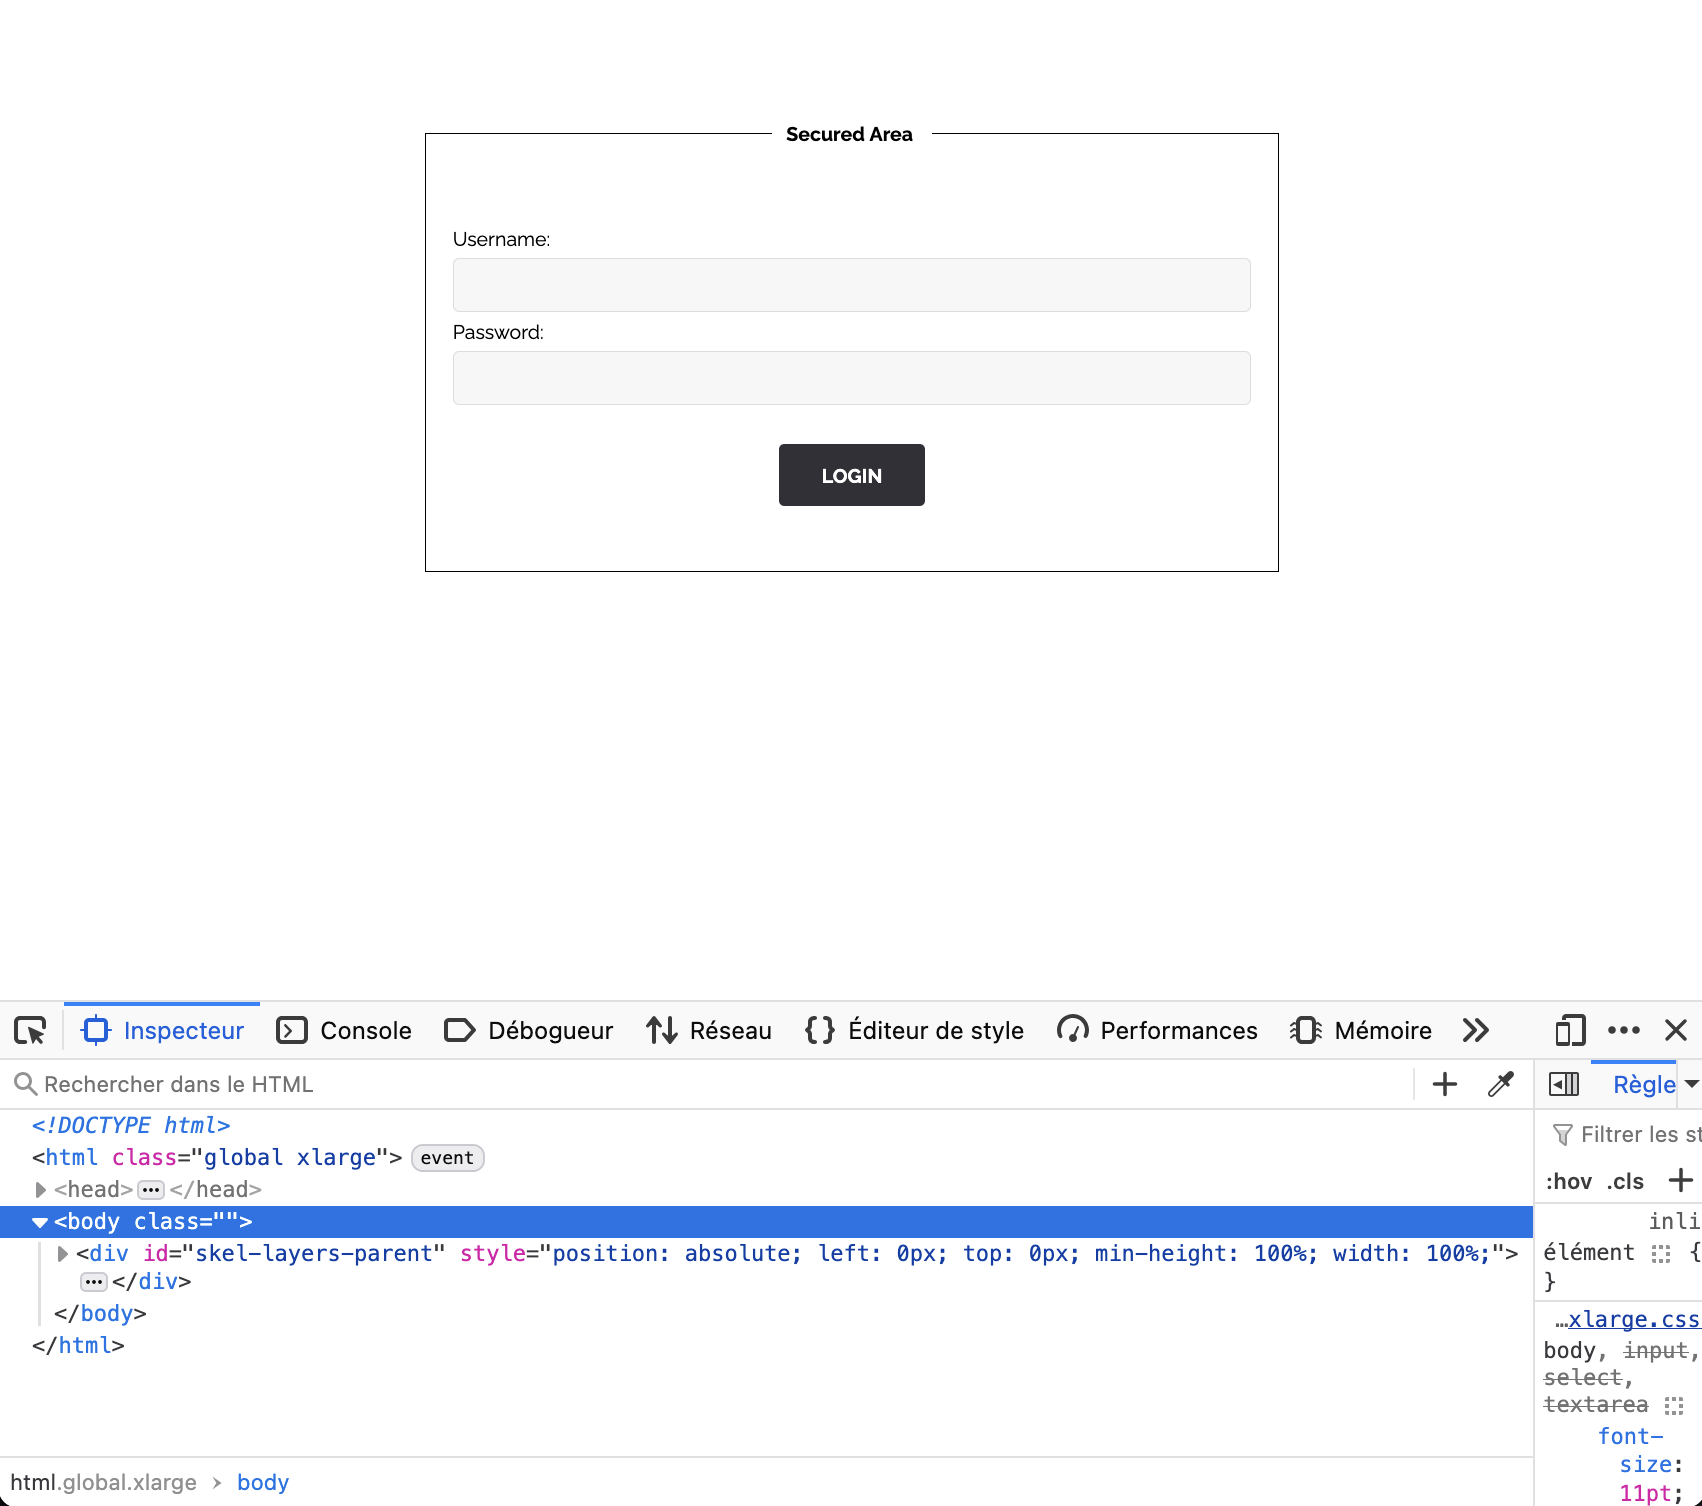 Secured Area
Username:
Password:
LOGIN
Inspecteur Console Débogueur Réseau Éditeur de style Performances Mémoire
Rechercher dans le HTML
<!DOCTYPE html>
<html class="global xlarge"> event
<head> ••• </head>
<body class="">
<div id="skel-layers-parent" style="position: absolute; left: 0px; top: 0px; min-height: 100%; width: 100%;">
••• </div>
</body>
</html>
html.global.xlarge > body
Règle
Filtrer les st
:hov .cls +
inli
élément {
}
…xlarge.css
body, input,
select,
textarea
font-
size:
11pt;